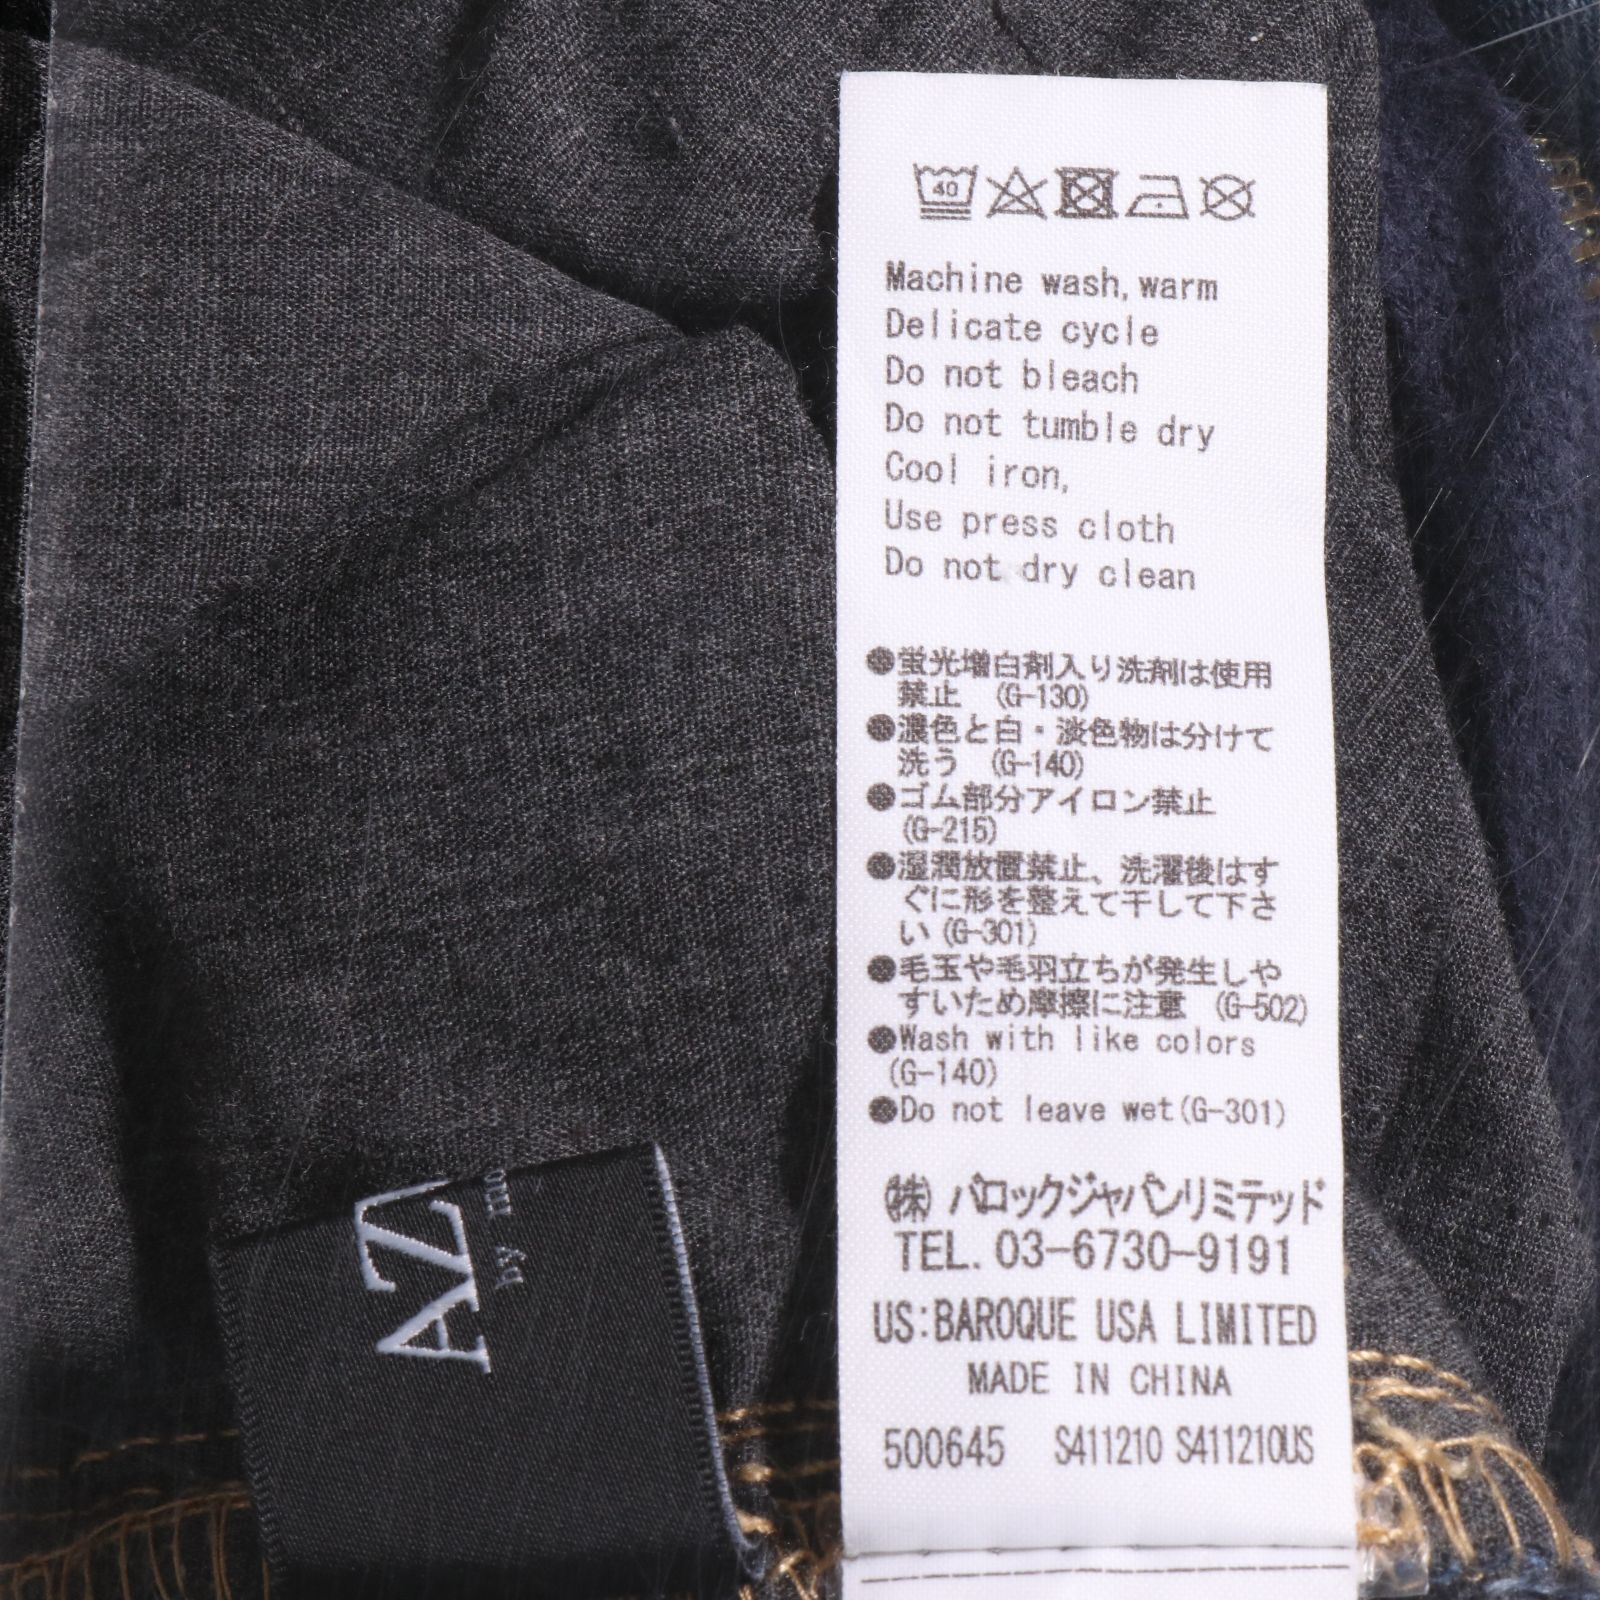 40
Machine wash, warm
Delicate cycle
Do not bleach
Do not tumble dry
Cool iron,
Use press cloth
Do not dry clean
●蛍光増白剤入り洗剤は使用
禁止 (G-130)
●濃色と白・淡色物は分けて
洗う (G-140)
●ゴム部分アイロン禁止
(G-215)
●湿潤放置禁止、洗濯後はす
ぐに形を整えて干して下さ
い (G-301)
●毛玉や毛羽立ちが発生しや
すいため摩擦に注意 (G-502)
●Wash with like colors
(G-140)
●Do not leave wet(G-301)
(株) バロックジャパンリミテッド
TEL. 03-6730-9191
US:BAROQUE USA LIMITED
MADE IN CHINA
500645 S411210 S411210US
AZ
by